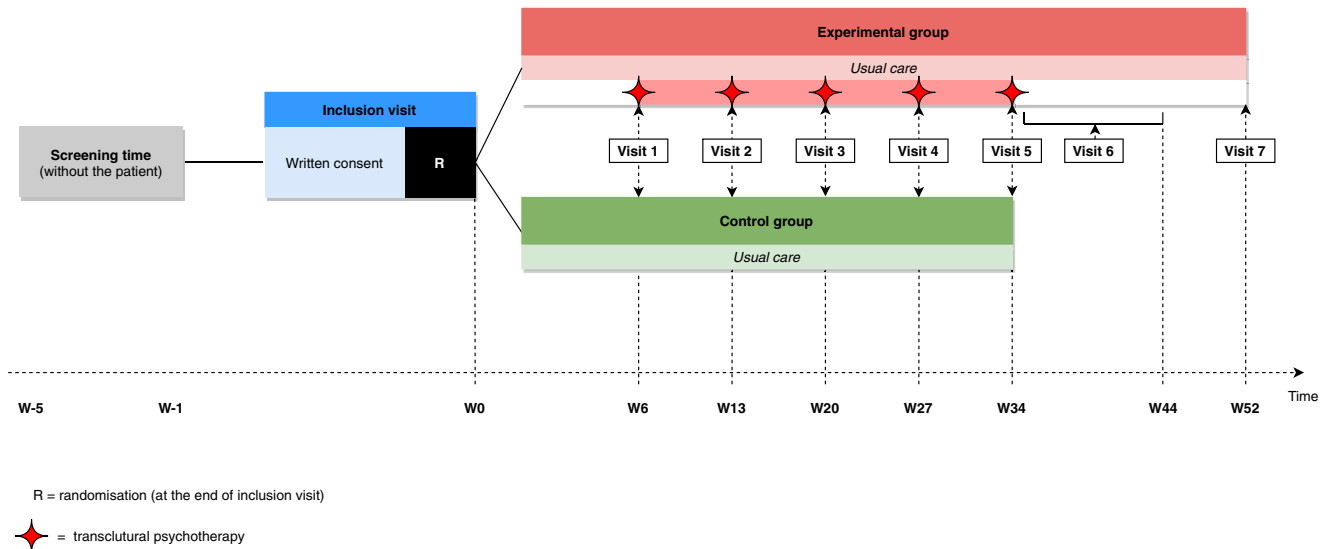 Experimental group
Usual care
Inclusion visit
Screening time
(without the patient)
Written consent
R
Visit 1
Visit 2
Visit 3
Visit 4
Visit 5
Visit 6
Visit 7
Control group
Usual care
W-5
W-1
W0
W6
W13
W20
W27
W34
W44
W52
Time
R = randomisation (at the end of inclusion visit)
= transclutural psychotherapy